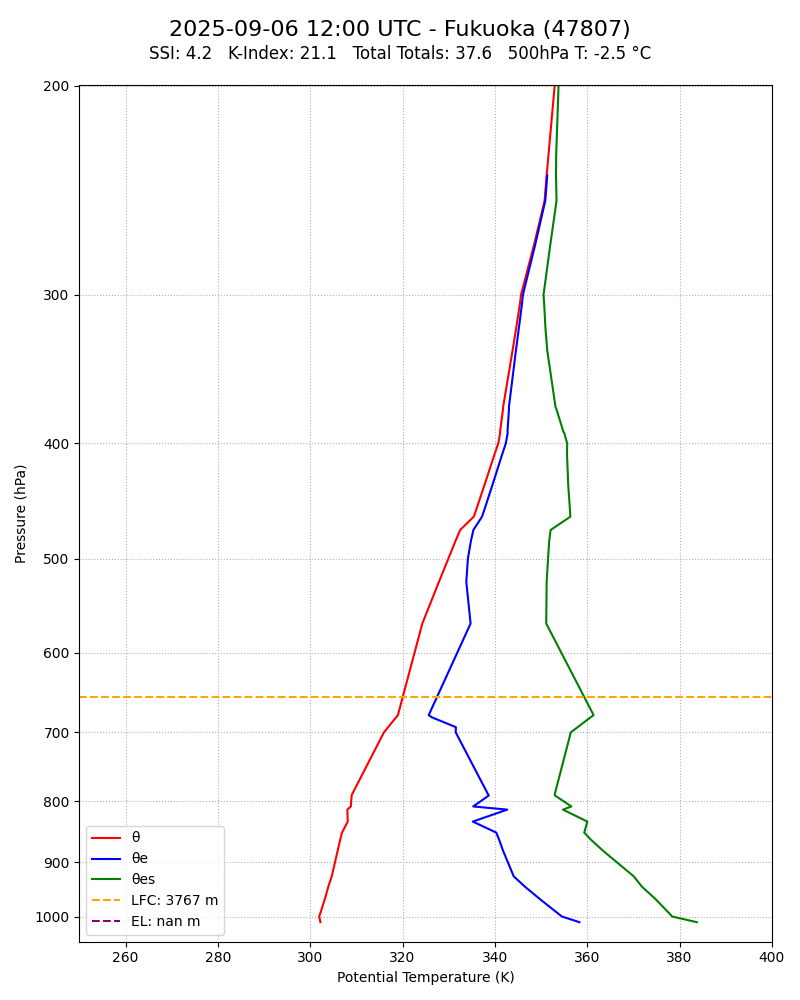 2025-09-06 12:00 UTC - Fukuoka (47807)
SSI: 4.2   K-Index: 21.1   Total Totals: 37.6   500hPa T: -2.5 °C
200
300
400
500
600
700
800
900
1000
Pressure (hPa)
θ
θe
θes
LFC: 3767 m
EL: nan m
260 280 300 320 340 360 380 400
Potential Temperature (K)